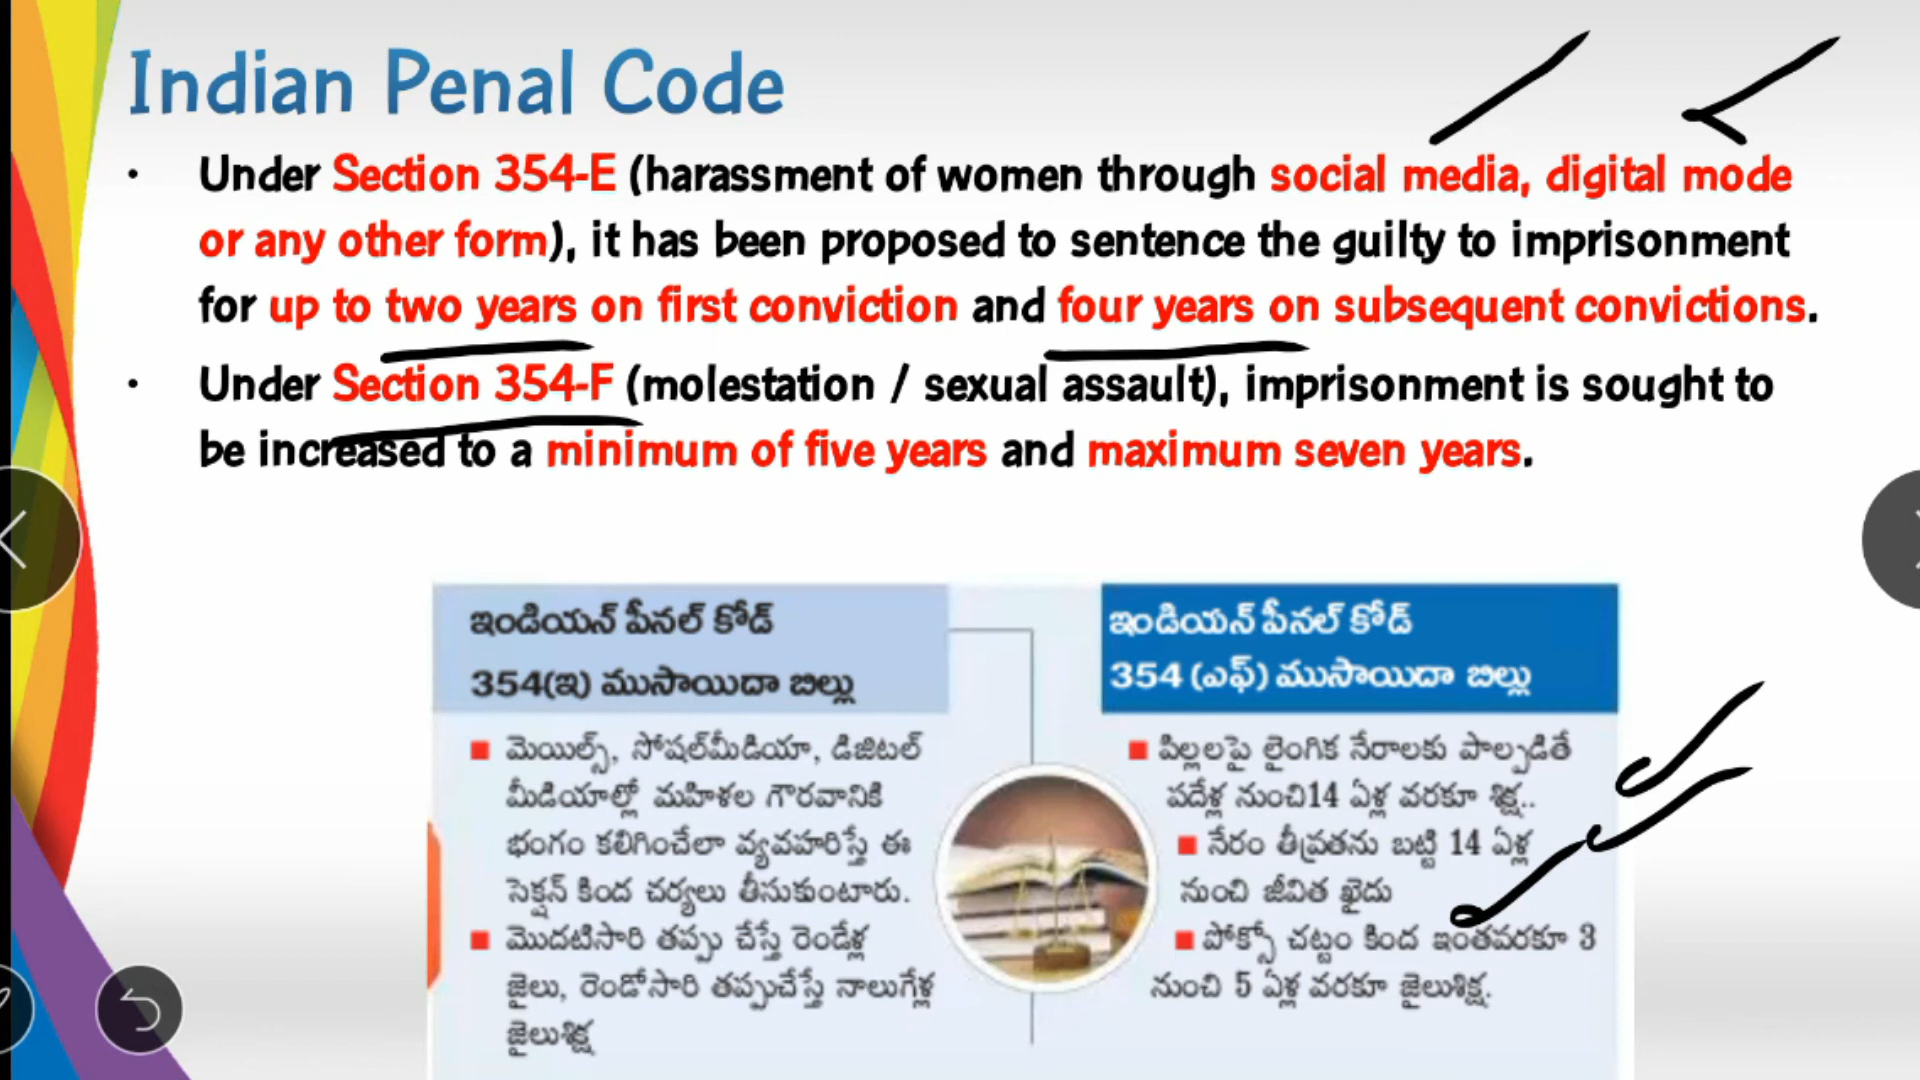 Indian Penal Code
• Under Section 354-E (harassment of women through social media, digital mode
or any other form), it has been proposed to sentence the guilty to imprisonment
for up to two years on first conviction and four years on subsequent convictions.
• Under Section 354-F (molestation / sexual assault), imprisonment is sought to
be increased to a minimum of five years and maximum seven years.
ఇండియన్ పీనల్ కోడ్
354(ఇ) ముసాయిదా బిల్లు
మెయిల్స్, సోషల్‌మీడియా, డిజిటల్
మీడియాల్లో మహిళల గౌరవానికి
భంగం కలిగించేలా వ్యవహరిస్తే ఈ
సెక్షన్ కింద చర్యలు తీసుకుంటారు.
మొదటిసారి తప్పు చేస్తే రెండేళ్ల
జైలు, రెండోసారి తప్పుచేస్తే నాలుగేళ్ల
జైలుశిక్ష
ఇండియన్ పీనల్ కోడ్
354 (ఎఫ్) ముసాయిదా బిల్లు
పిల్లలపై లైంగిక నేరాలకు పాల్పడితే
పదేళ్ల నుంచి14 ఏళ్ల వరకూ శిక్ష..
నేరం తీవ్రతను బట్టి 14 ఏళ్ల
నుంచి జీవిత ఖైదు
పోక్సో చట్టం కింద ఇంతవరకూ 3
నుంచి 5 ఏళ్ల వరకూ జైలుశిక్ష.